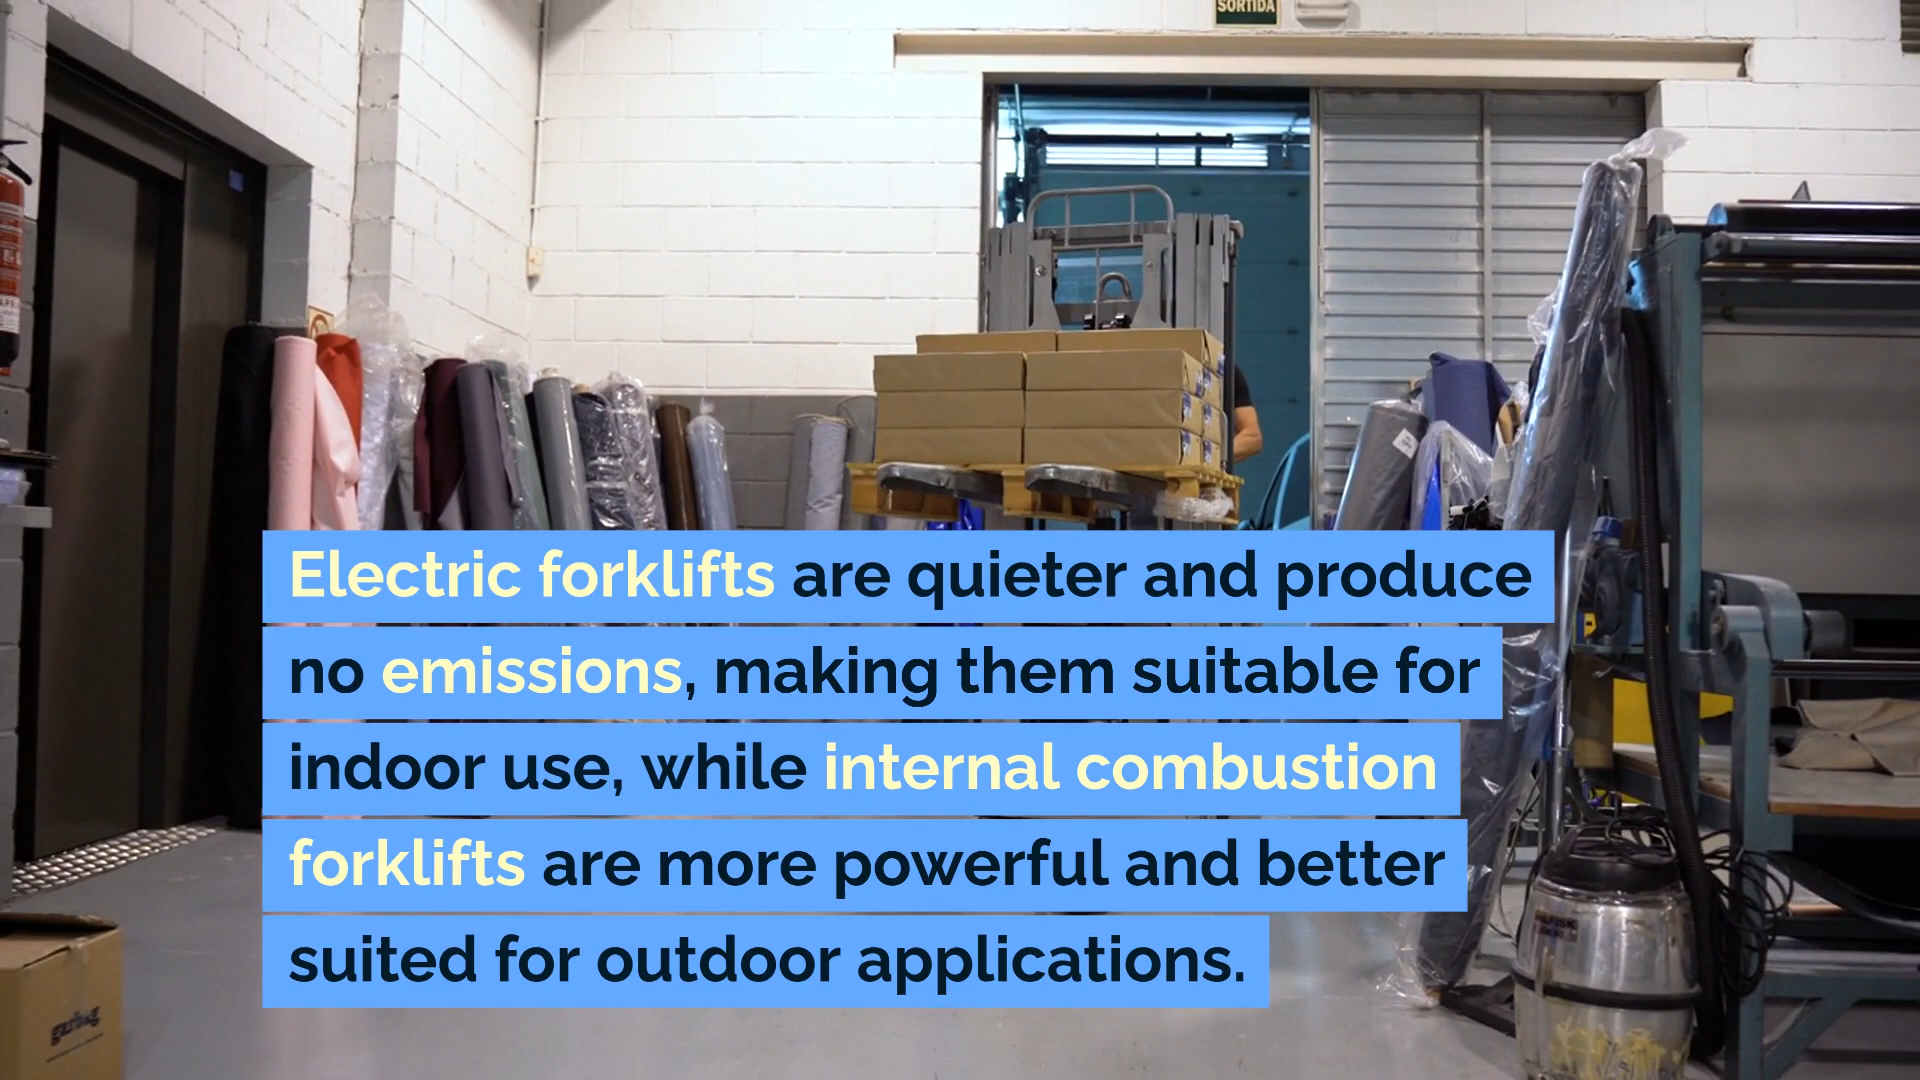 SORTIDA
Electric forklifts are quieter and produce
no emissions, making them suitable for
indoor use, while internal combustion
forklifts are more powerful and better
suited for outdoor applications.
garbog